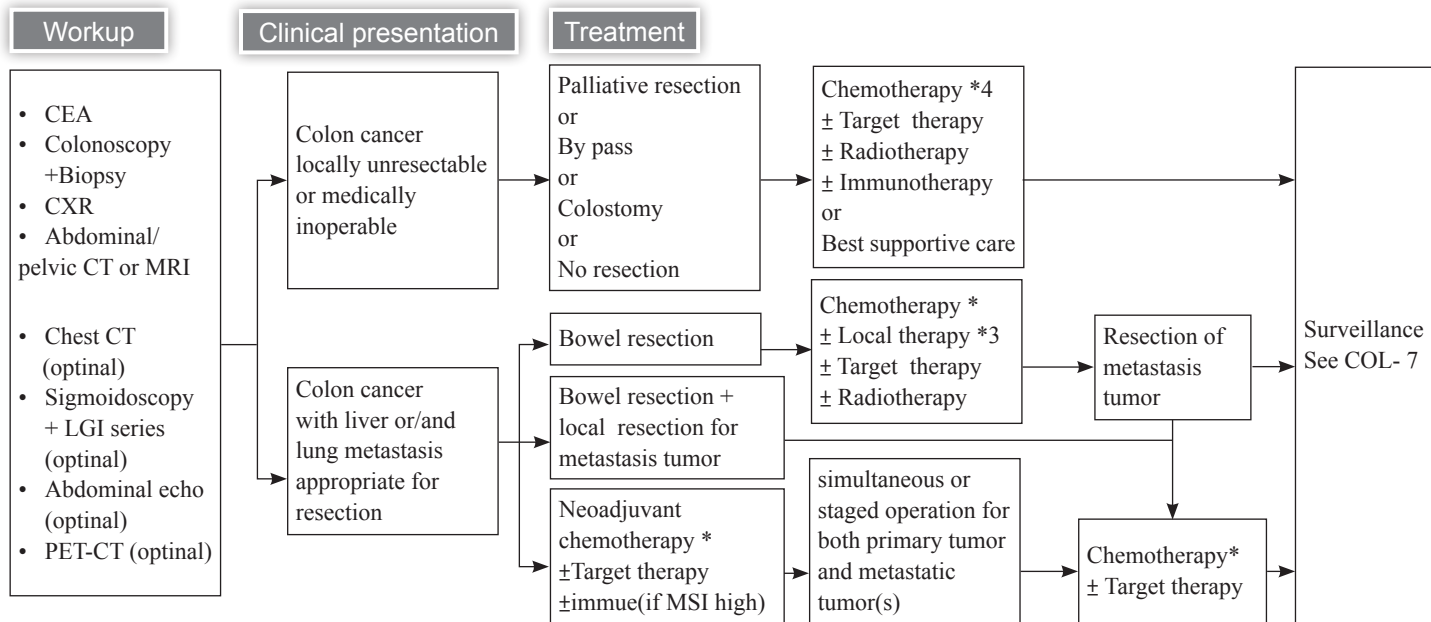 Workup
Clinical presentation
Treatment
• CEA
• Colonoscopy
+Biopsy
• CXR
• Abdominal/
pelvic CT or MRI
• Chest CT
(optinal)
• Sigmoidoscopy
+ LGI series
(optinal)
• Abdominal echo
(optinal)
• PET-CT (optinal)
Colon cancer
locally unresectable
or medically
inoperable
Palliative resection
or
By pass
or
Colostomy
or
No resection
Chemotherapy *4
± Target therapy
± Radiotherapy
± Immunotherapy
or
Best supportive care
Colon cancer
with liver or/and
lung metastasis
appropriate for
resection
Bowel resection
Chemotherapy *
± Local therapy *3
± Target therapy
± Radiotherapy
Resection of
metastasis
tumor
Bowel resection +
local resection for
metastasis tumor
Neoadjuvant
chemotherapy *
±Target therapy
±immue(if MSI high)
simultaneous or
staged operation for
both primary tumor
and metastatic
tumor(s)
Chemotherapy*
± Target therapy
Surveillance
See COL- 7